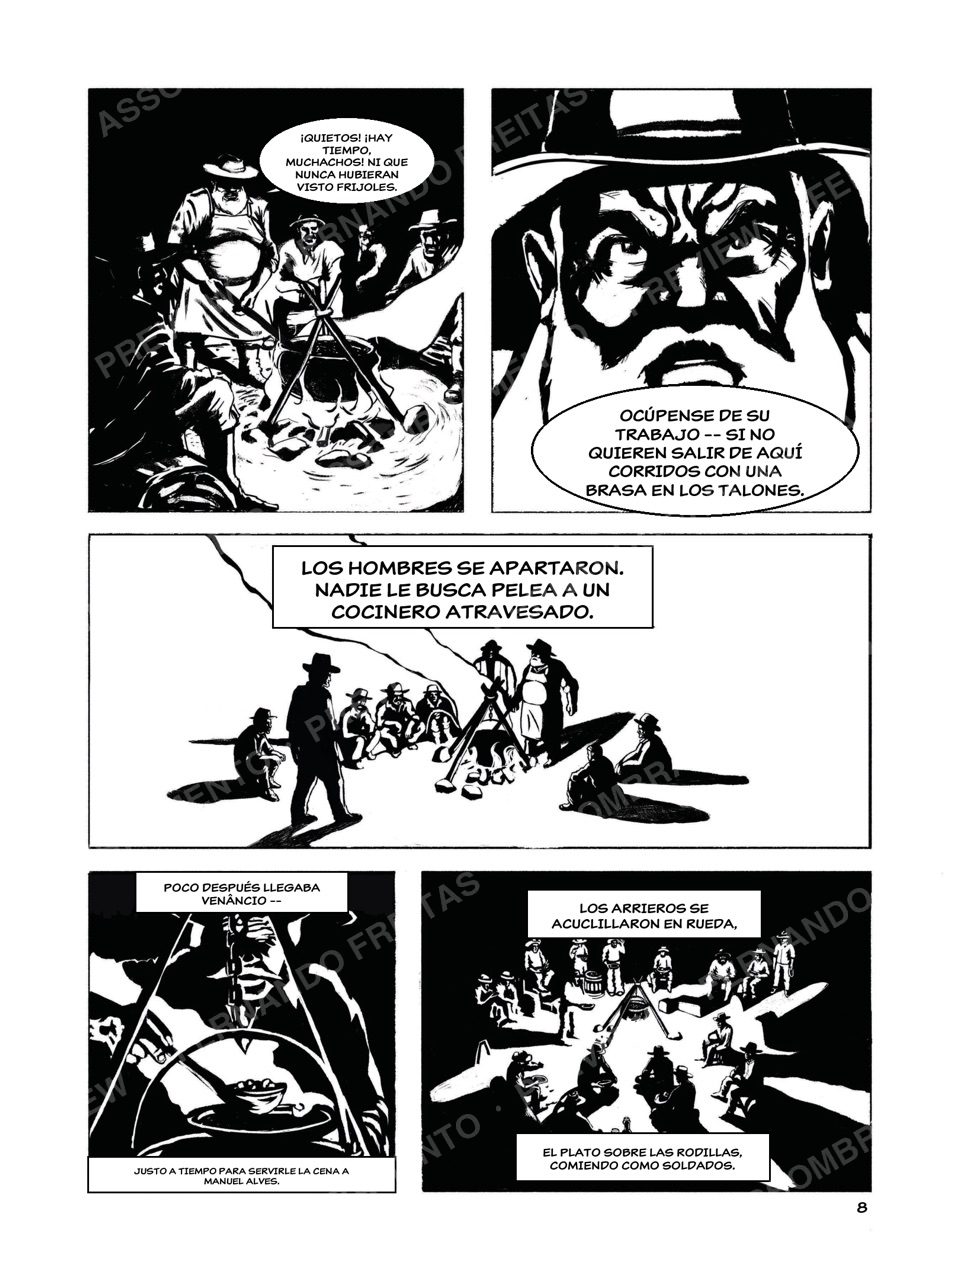 ¡QUIETOS! ¡HAY
TIEMPO,
MUCHACHOS! NI QUE
NUNCA HUBIERAN
VISTO FRIJOLES.
OCÚPENSE DE SU
TRABAJO -- SI NO
QUIEREN SALIR DE AQUÍ
CORRIDOS CON UNA
BRASA EN LOS TALONES.
LOS HOMBRES SE APARTARON.
NADIE LE BUSCA PELEA A UN
COCINERO ATRAVESADO.
POCO DESPUÉS LLEGABA
VENÂNCIO --
JUSTO A TIEMPO PARA SERVIRLE LA CENA A
MANUEL ALVES.
LOS ARRIEROS SE
ACUCLILLARON EN RUEDA,
EL PLATO SOBRE LAS RODILLAS,
COMIENDO COMO SOLDADOS.
8